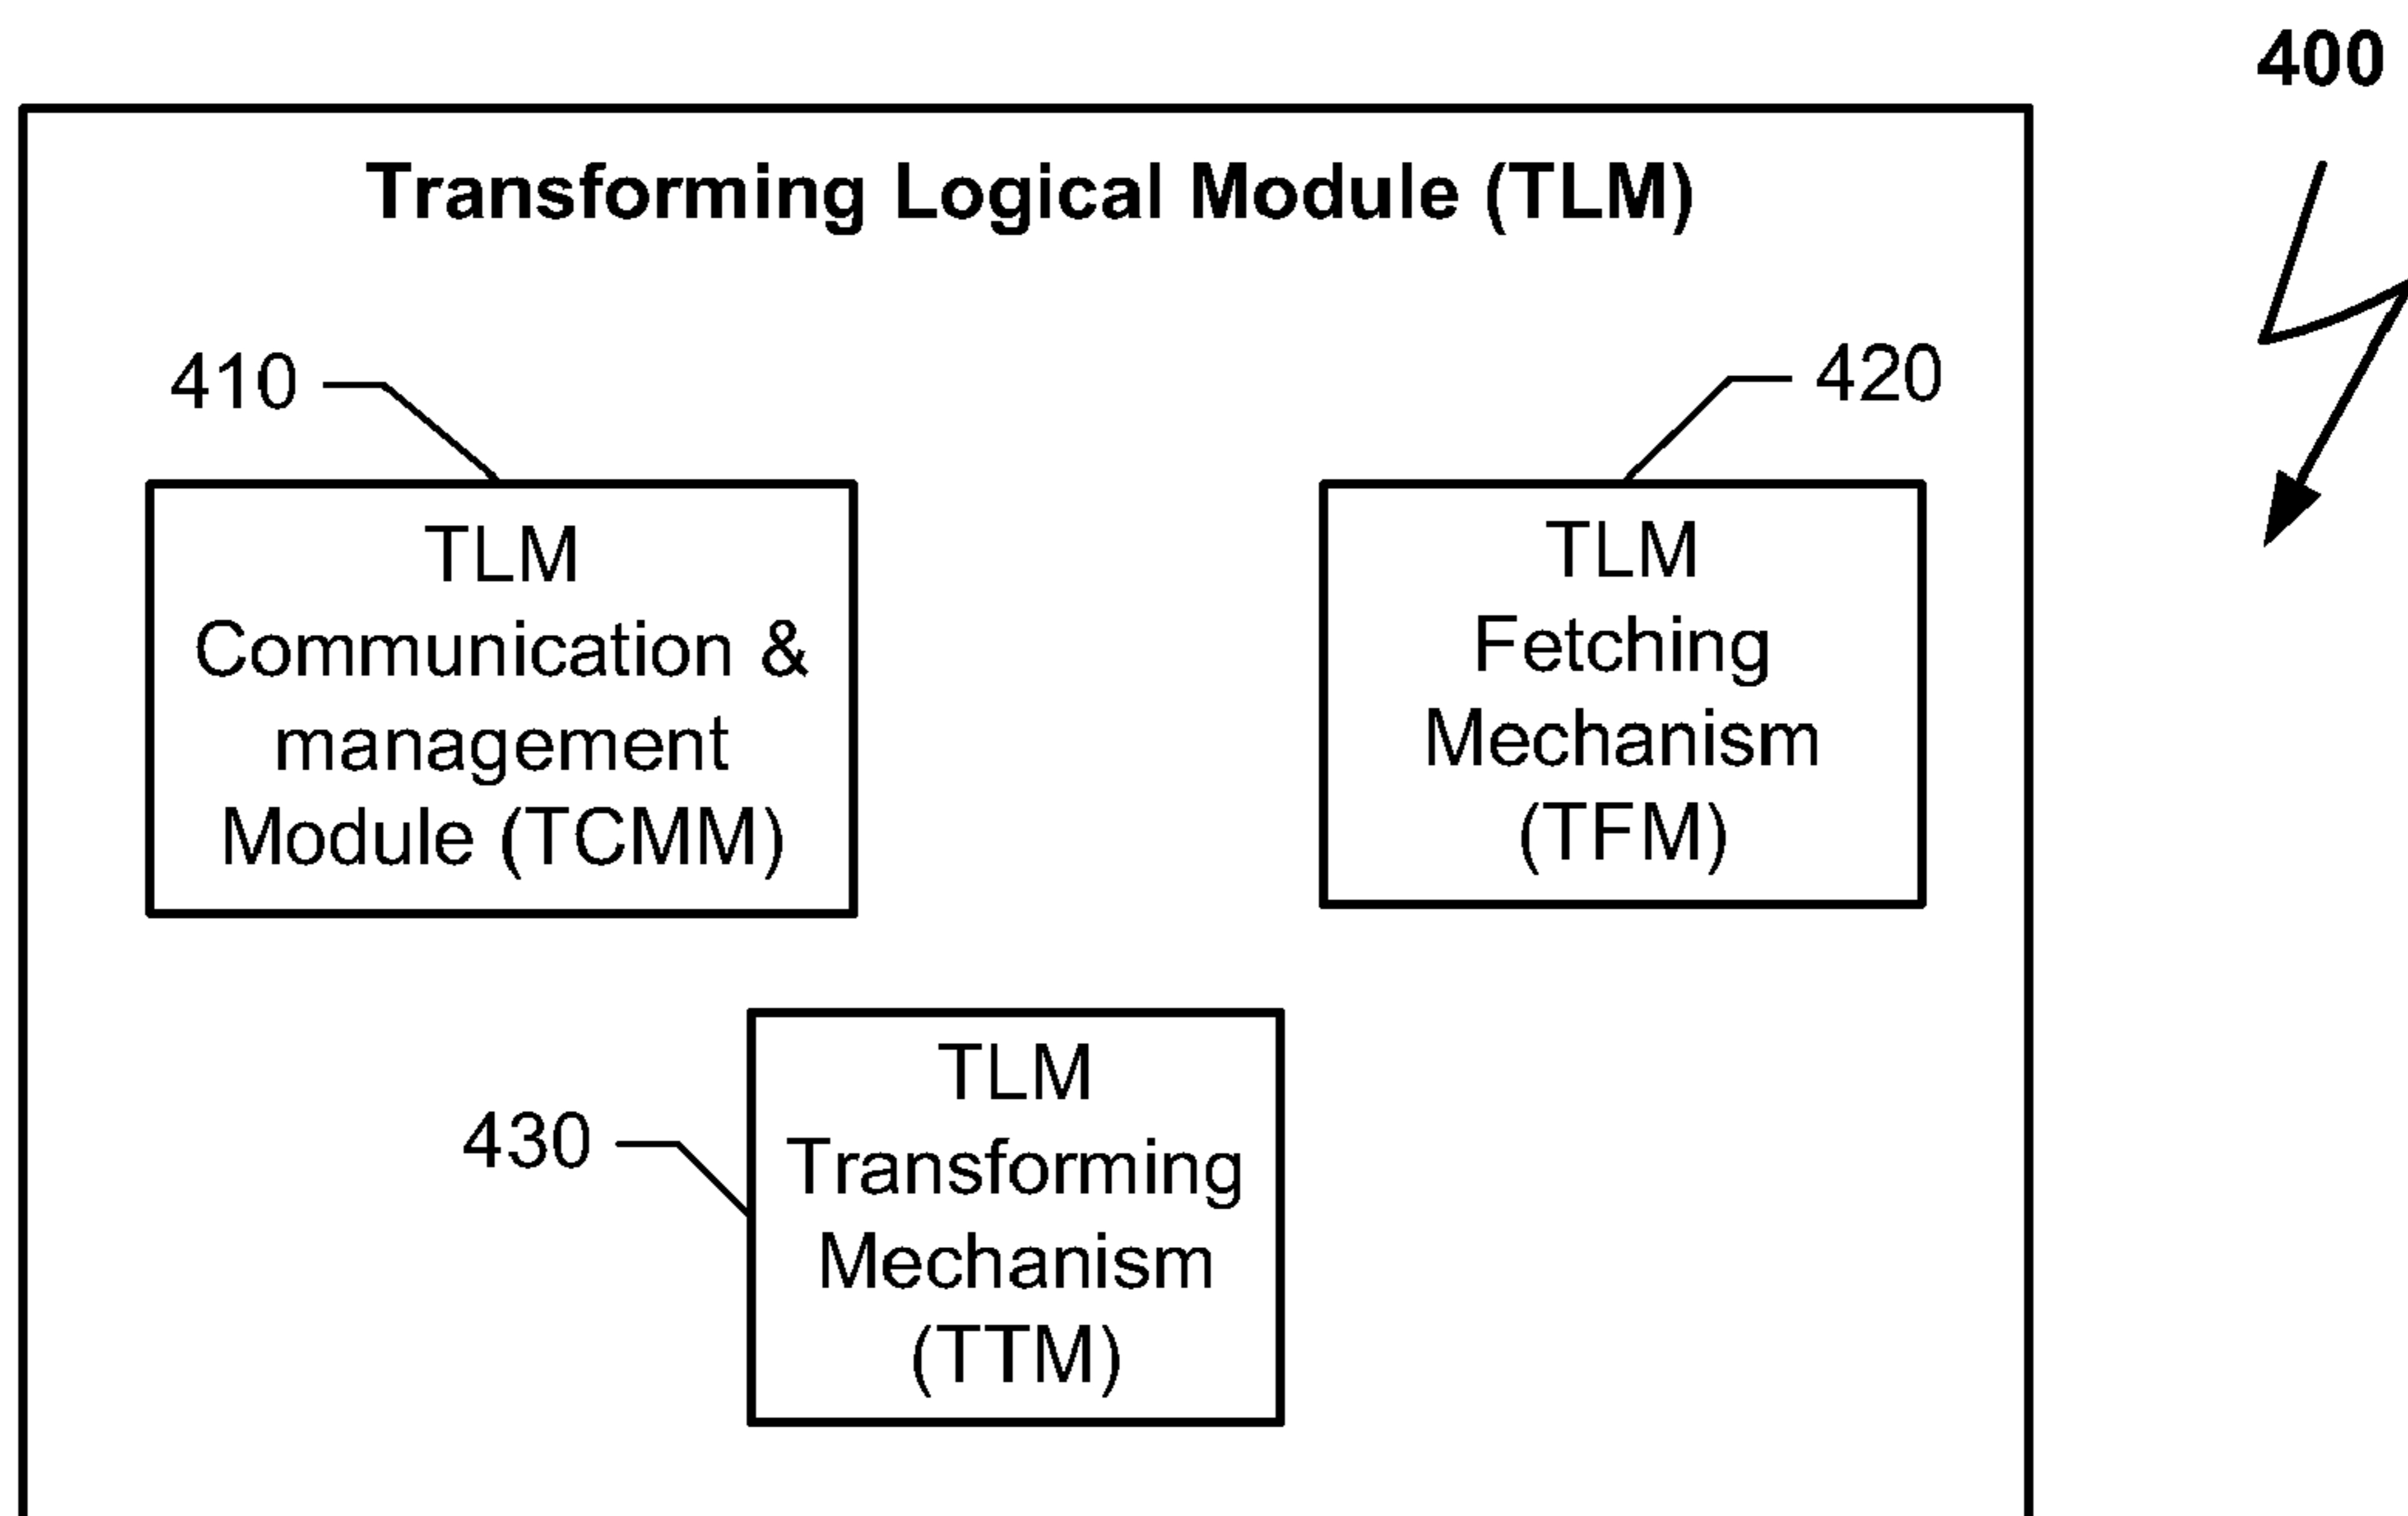 400
Transforming Logical Module (TLM)
410
420
TLM
Communication &
management
Module (TCMM)
TLM
Fetching
Mechanism
(TFM)
430
TLM
Transforming
Mechanism
(TTM)